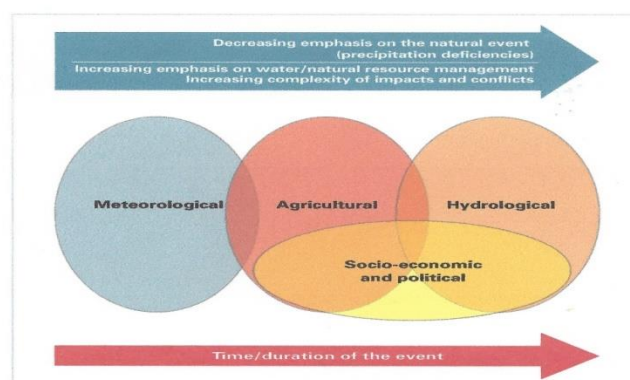 Decreasing emphasis on the natural event
(precipitation deficiencies)
Increasing emphasis on water/natural resource management
Increasing complexity of impacts and conflicts
Meteorological
Agricultural
Hydrological
Socio-economic
and political
Time/duration of the event